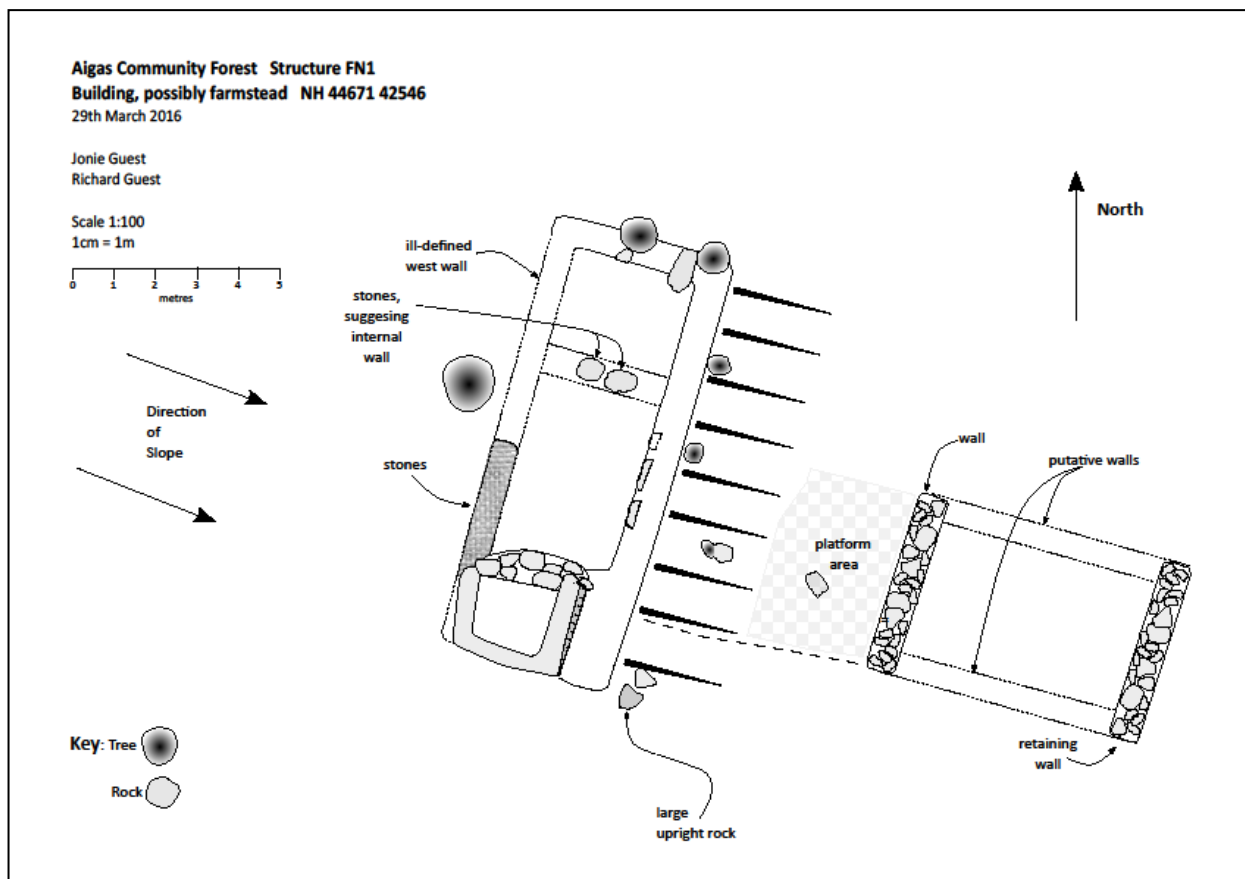 Aigas Community Forest Structure FN1
Building, possibly farmstead NH 44671 42546
29th March 2016
Jonie Guest
Richard Guest
Scale 1:100
1cm = 1m
0 1 2 3 4 5
metres
North
ill-defined
west wall
stones,
suggesing
internal
wall
Direction
of
Slope
stones
wall
putative walls
platform
area
=
retaining
wall
large
upright rock
Key: Tree
Rock